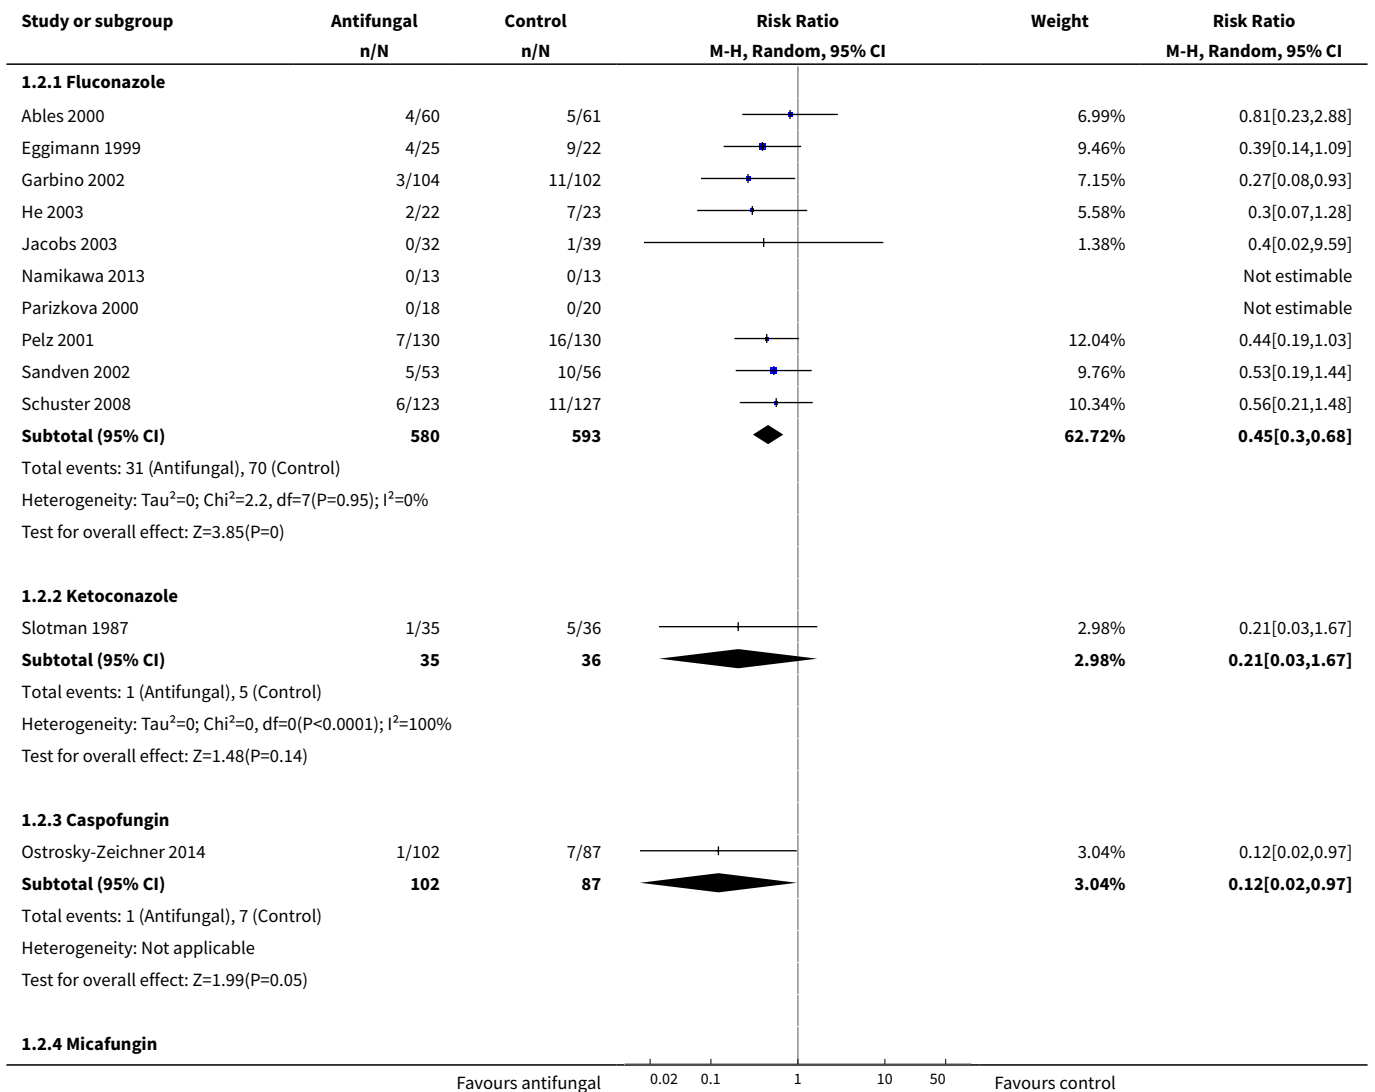 Study or subgroup Antifungal Control Risk Ratio Weight Risk Ratio
n/N n/N M-H, Random, 95% CI M-H, Random, 95% CI
1.2.1 Fluconazole
Ables 2000 4/60 5/61 6.99% 0.81[0.23,2.88]
Eggimann 1999 4/25 9/22 9.46% 0.39[0.14,1.09]
Garbino 2002 3/104 11/102 7.15% 0.27[0.08,0.93]
He 2003 2/22 7/23 5.58% 0.3[0.07,1.28]
Jacobs 2003 0/32 1/39 1.38% 0.4[0.02,9.59]
Namikawa 2013 0/13 0/13 Not estimable
Parizkova 2000 0/18 0/20 Not estimable
Pelz 2001 7/130 16/130 12.04% 0.44[0.19,1.03]
Sandven 2002 5/53 10/56 9.76% 0.53[0.19,1.44]
Schuster 2008 6/123 11/127 10.34% 0.56[0.21,1.48]
Subtotal (95% CI) 580 593 62.72% 0.45[0.3,0.68]
Total events: 31 (Antifungal), 70 (Control)
Heterogeneity: Tau²=0; Chi²=2.2, df=7(P=0.95); I²=0%
Test for overall effect: Z=3.85(P=0)
1.2.2 Ketoconazole
Slotman 1987 1/35 5/36 2.98% 0.21[0.03,1.67]
Subtotal (95% CI) 35 36 2.98% 0.21[0.03,1.67]
Total events: 1 (Antifungal), 5 (Control)
Heterogeneity: Tau²=0; Chi²=0, df=0(P<0.0001); I²=100%
Test for overall effect: Z=1.48(P=0.14)
1.2.3 Caspofungin
Ostrosky-Zeichner 2014 1/102 7/87 3.04% 0.12[0.02,0.97]
Subtotal (95% CI) 102 87 3.04% 0.12[0.02,0.97]
Total events: 1 (Antifungal), 7 (Control)
Heterogeneity: Not applicable
Test for overall effect: Z=1.99(P=0.05)
1.2.4 Micafungin
Favours antifungal 0.02 0.1 1 10 50 Favours control